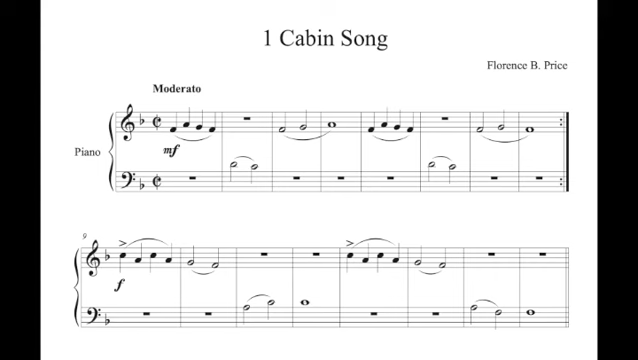 1 Cabin Song
Florence B. Price
Moderato
Piano
mf
9
f